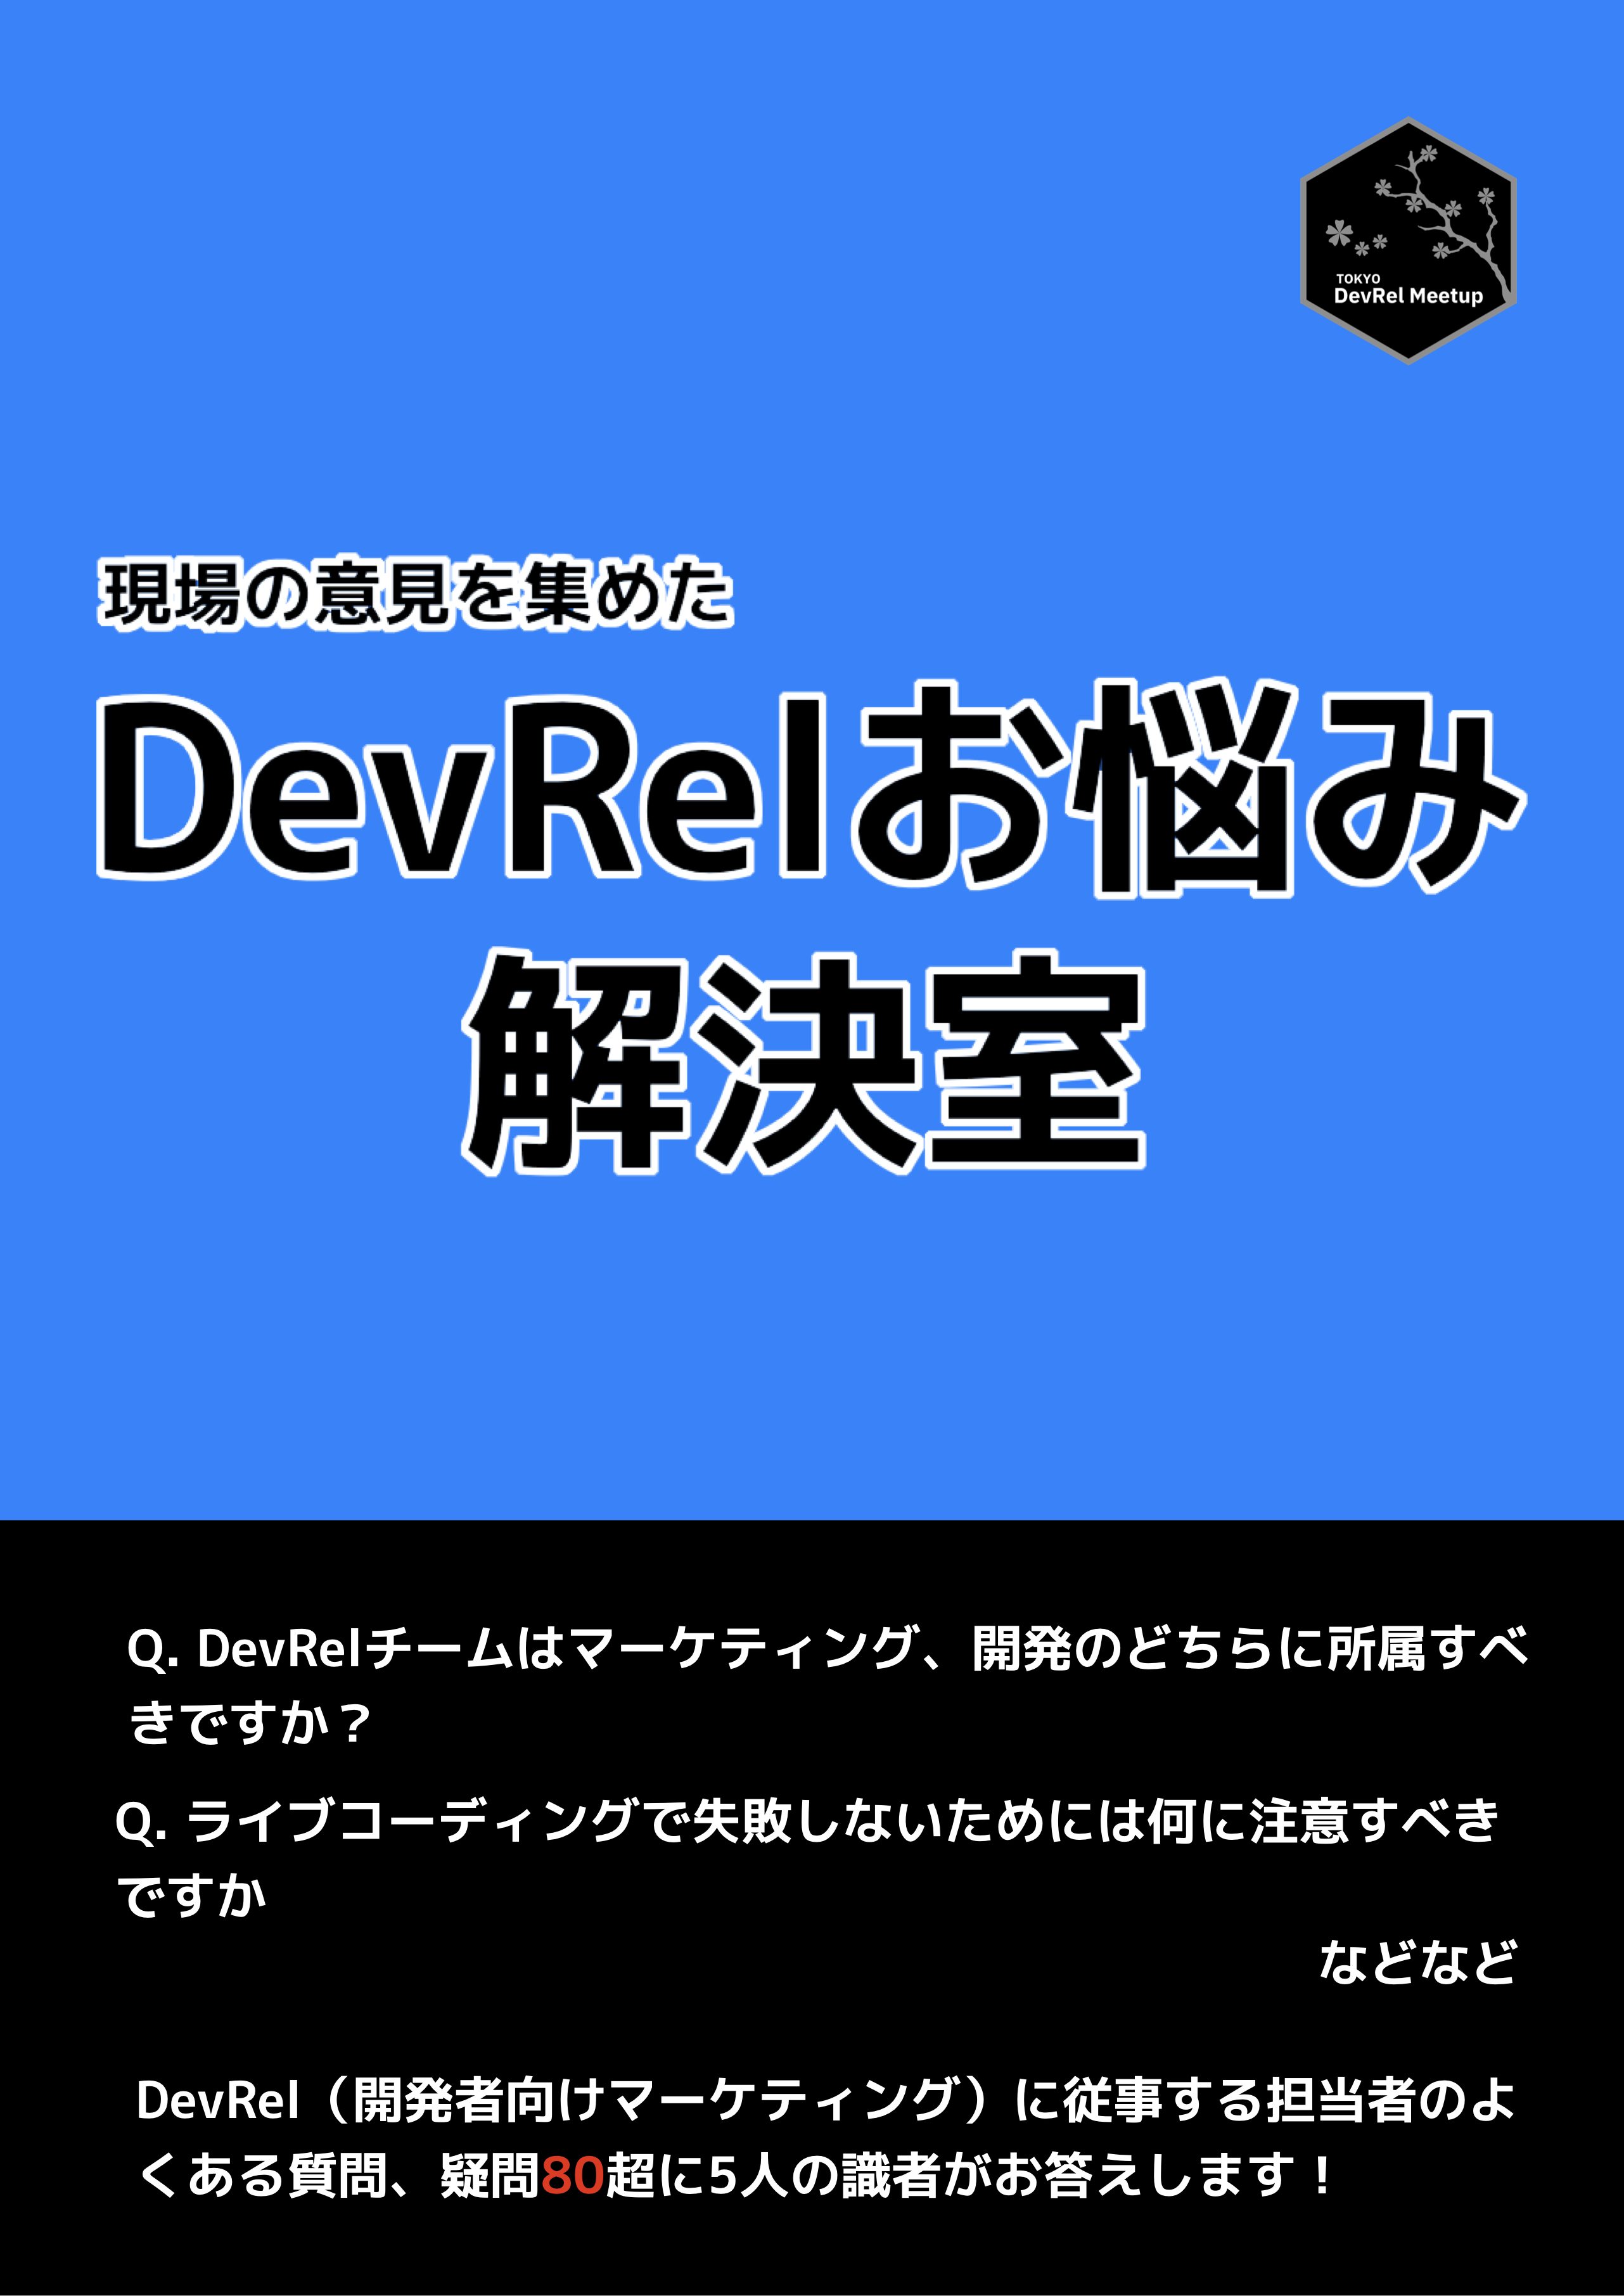 TOKYO
DevRel Meetup
現場の意見を集めた
DevRelお悩み
解決室
Q. DevRelチームはマーケティング、開発のどちらに所属すべ
きですか？
Q. ライブコーディングで失敗しないためには何に注意すべき
ですか
などなど
DevRel（開発者向けマーケティング）に従事する担当者のよ
くある質問、疑問80超に5人の識者がお答えします！